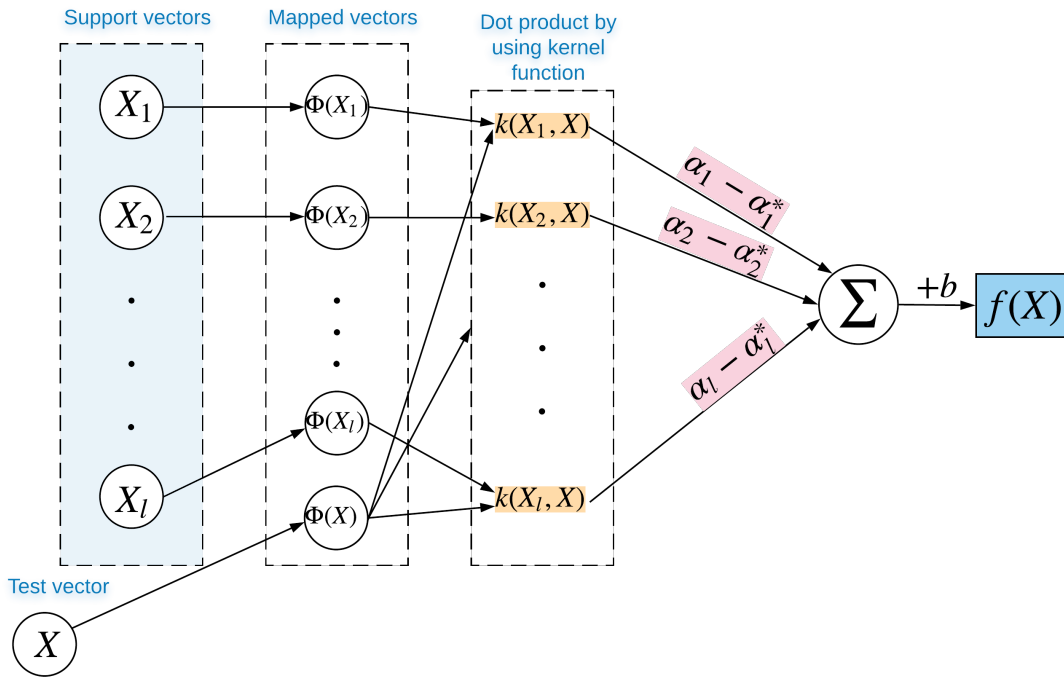 Support vectors
Mapped vectors
Dot product by
using kernel
function
X₁
Φ(X₁)
k(X₁, X)
α₁ − α₁*
X₂
Φ(X₂)
k(X₂, X)
α₂ − α₂*
Σ
+b
f(X)
αₗ − αₗ*
Xₗ
Φ(Xₗ)
k(Xₗ, X)
Φ(X)
Test vector
X